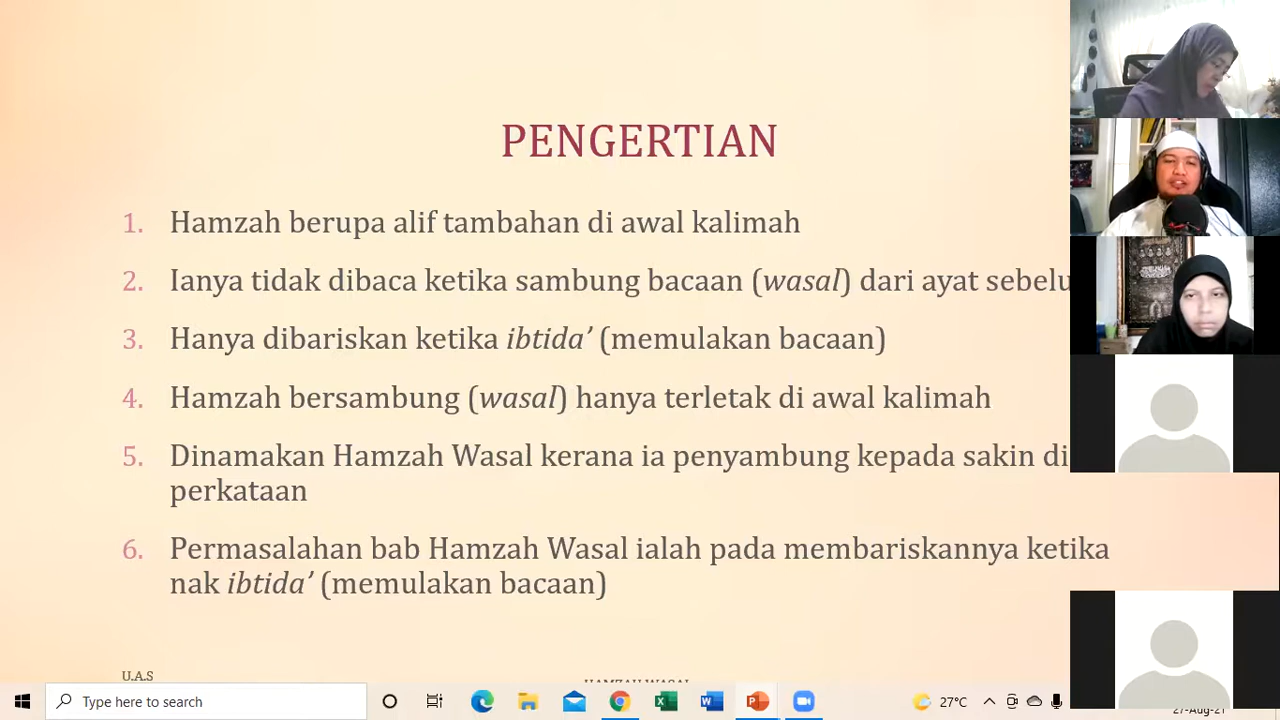 PENGERTIAN
1. Hamzah berupa alif tambahan di awal kalimah
2. Ianya tidak dibaca ketika sambung bacaan (wasal) dari ayat
3. Hanya dibariskan ketika ibtida’ (memulakan bacaan)
4. Hamzah bersambung (wasal) hanya terletak di awal kalimah
5. Dinamakan Hamzah Wasal kerana ia penyambung kepada sakin di
perkataan
6. Permasalahan bab Hamzah Wasal ialah pada membariskannya ketika
nak ibtida’ (memulakan bacaan)
U.A.S
HAMZAH WASAL
Type here to search
27°C
27-Aug-21